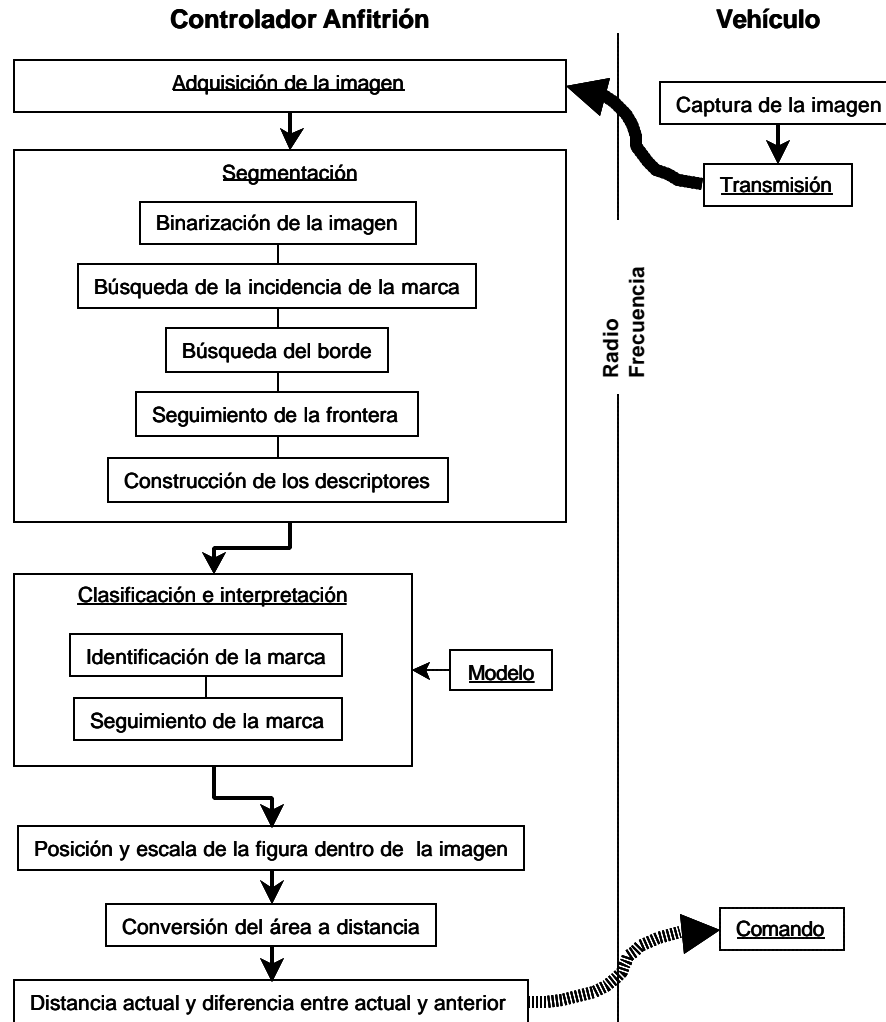 Controlador Anfitrión
Vehículo
Adquisición de la imagen
Captura de la imagen
Transmisión
Segmentación
Binarización de la imagen
Búsqueda de la incidencia de la marca
Búsqueda del borde
Seguimiento de la frontera
Construcción de los descriptores
Radio
Frecuencia
Clasificación e interpretación
Identificación de la marca
Seguimiento de la marca
Modelo
Posición y escala de la figura dentro de la imagen
Conversión del área a distancia
Distancia actual y diferencia entre actual y anterior
Comando